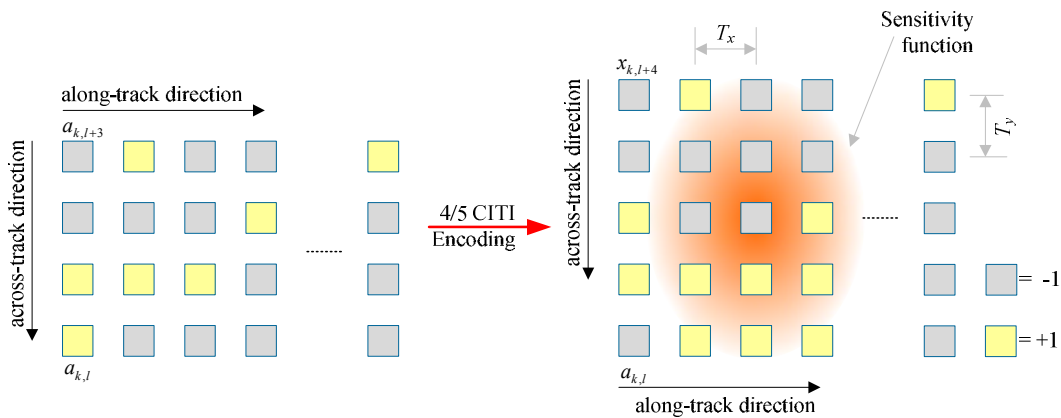 along-track direction
a_{k,l+3}
across-track direction
a_{k,l}
........
4/5 CITI
Encoding
Sensitivity
function
T_x
x_{k,l+4}
across-track direction
T_y
........
= -1
= +1
a_{k,l}
along-track direction